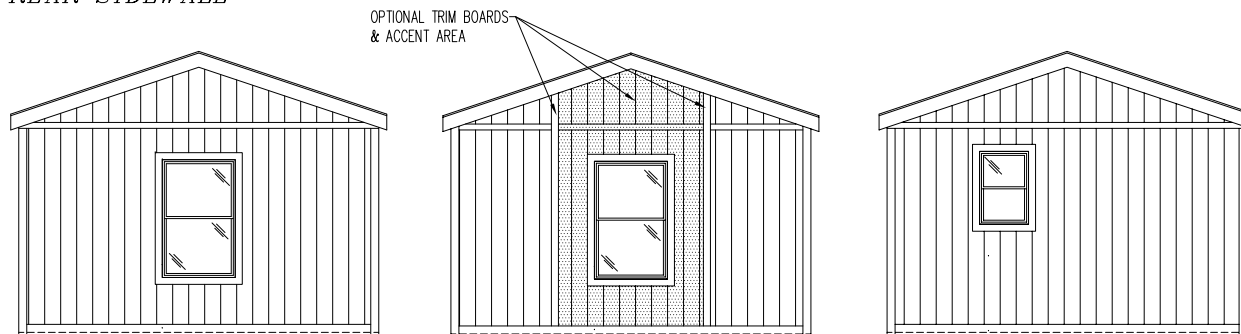 REAR SIDEWALL
OPTIONAL TRIM BOARDS
& ACCENT AREA